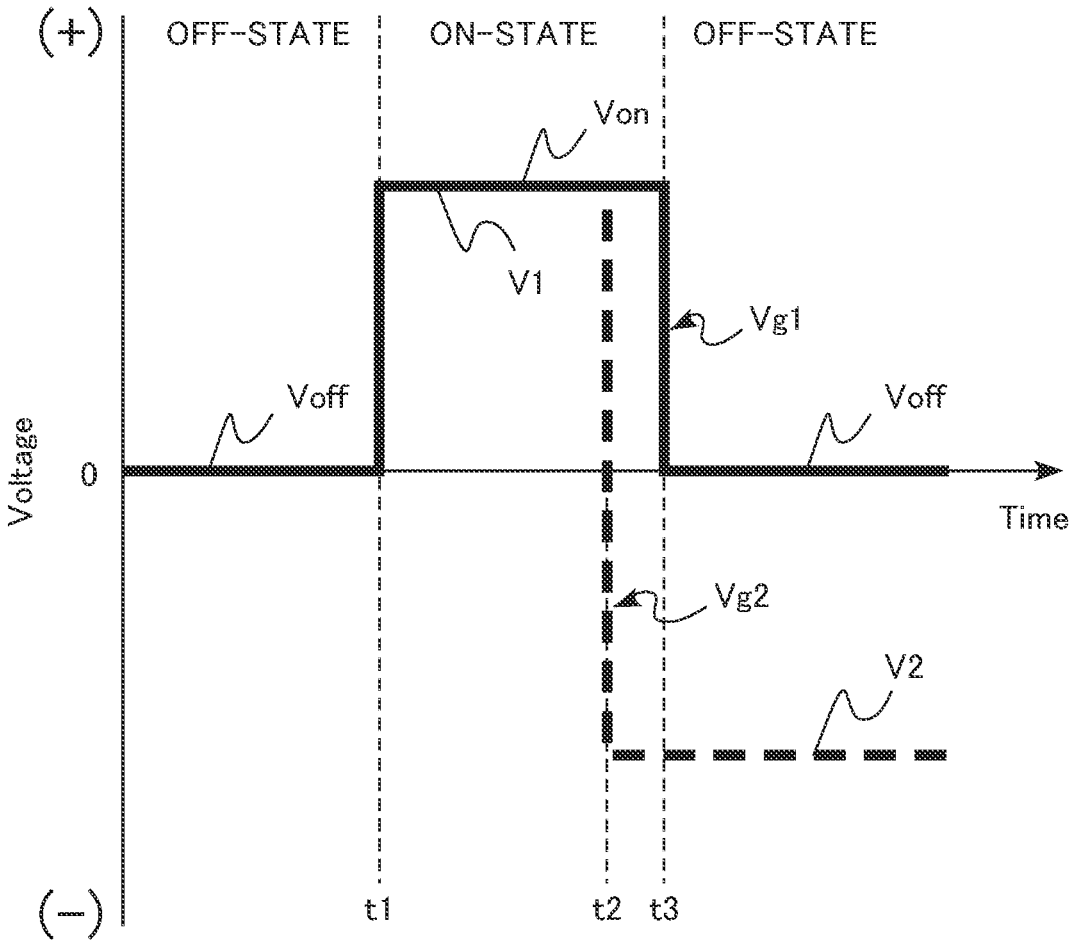 (+)
OFF-STATE ON-STATE OFF-STATE
Von
V1
Vg1
Voff Voff
Voltage
0
Time
Vg2
V2
(−)
t1 t2 t3